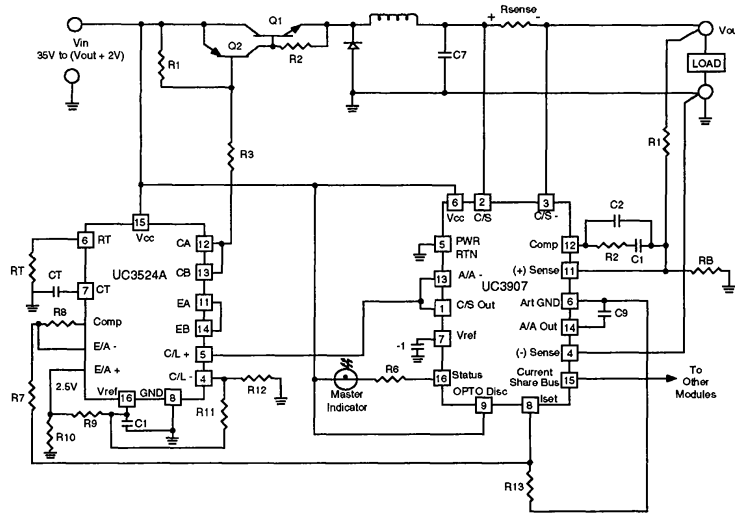 Vin
35V to (Vout + 2V)
Q1
Q2
R1
R2
R3
C7
+ Rsense -
Vou
LOAD
R1
15
Vcc
6 RT
RT
CT
7 CT
R8
Comp
E/A -
E/A +
2.5V
Vref
16
GND
8
R7
R9
R10
C1
UC3524A
CA 12
CB 13
EA 11
EB 14
C/L + 5
C/L - 4
R11
R12
6
Vcc
2
C/S
3
C/S -
5 PWR
RTN
13 A/A -
1 C/S Out
7 Vref
-1
16 Status
OPTO Disc
9
Iset
8
UC3907
Comp 12
(+) Sense 11
Art GND 6
A/A Out 14
(-) Sense 4
Current
Share Bus 15
C2
R2
C1
RB
C9
To
Other
Modules
R6
Master
Indicator
R13